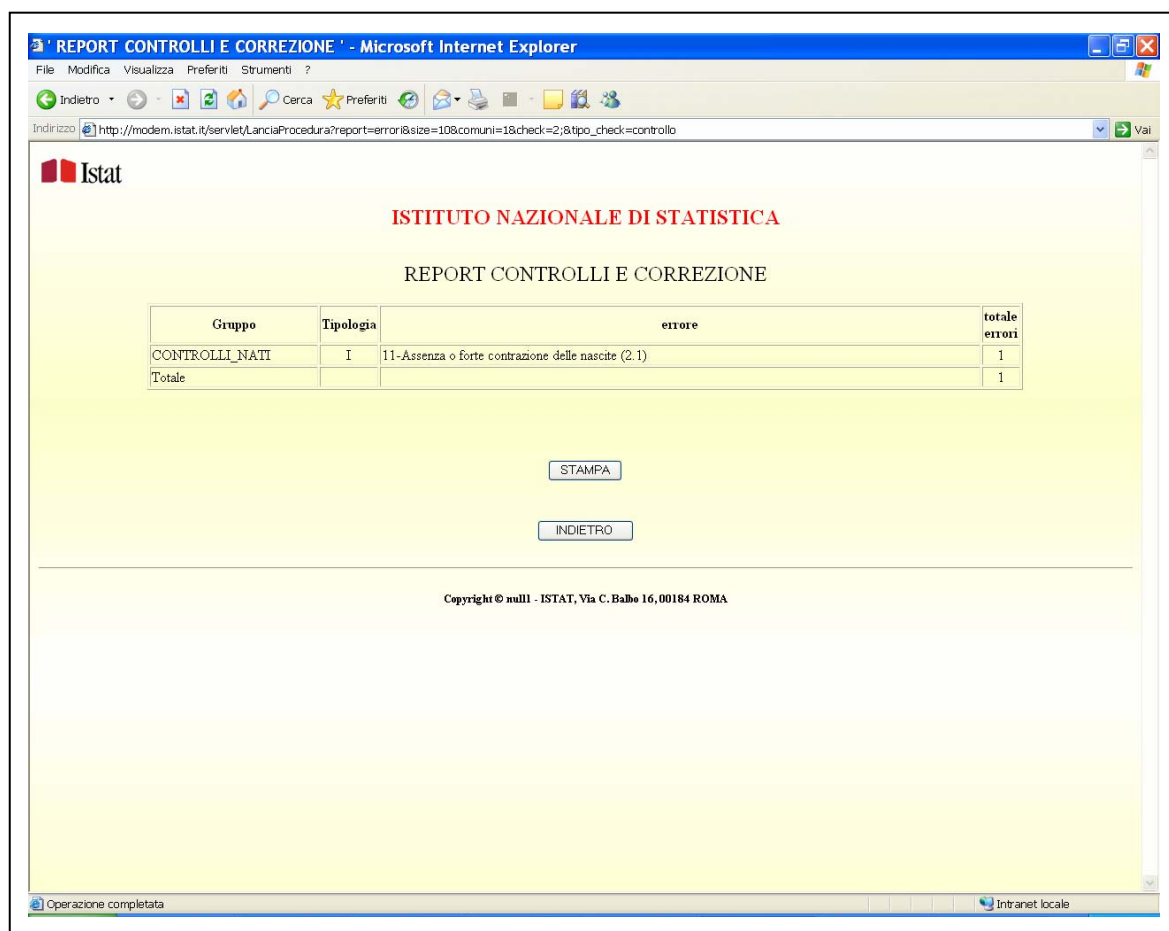 ' REPORT CONTROLLI E CORREZIONE ' - Microsoft Internet Explorer
File Modifica Visualizza Preferiti Strumenti ?
Indietro Cerca Preferiti
Indirizzo http://modem.istat.it/servlet/LanciaProcedura?report=errori&size=10&comuni=1&check=2;&tipo_check=controllo Vai
Istat
ISTITUTO NAZIONALE DI STATISTICA
REPORT CONTROLLI E CORREZIONE
Gruppo Tipologia errore totale errori
CONTROLLI_NATI I 11-Assenza o forte contrazione delle nascite (2.1) 1
Totale 1
STAMPA
INDIETRO
Copyright © null1 - ISTAT, Via C. Balbo 16, 00184 ROMA
Operazione completata Intranet locale